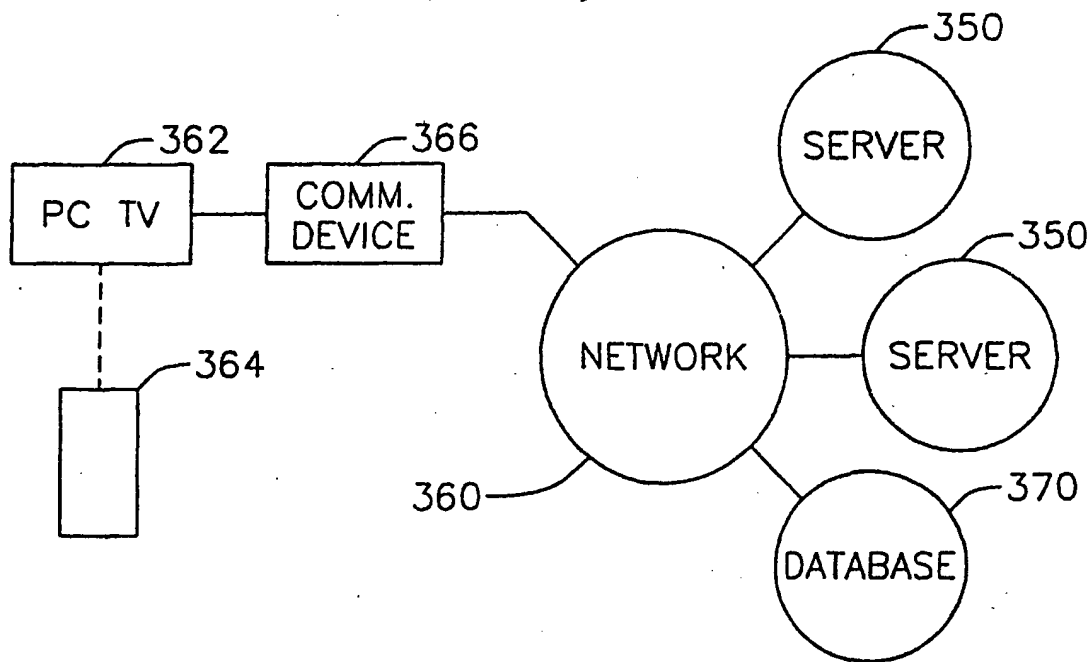 350
362
366
SERVER
PC TV
COMM.
DEVICE
350
364
NETWORK
SERVER
360
370
DATABASE